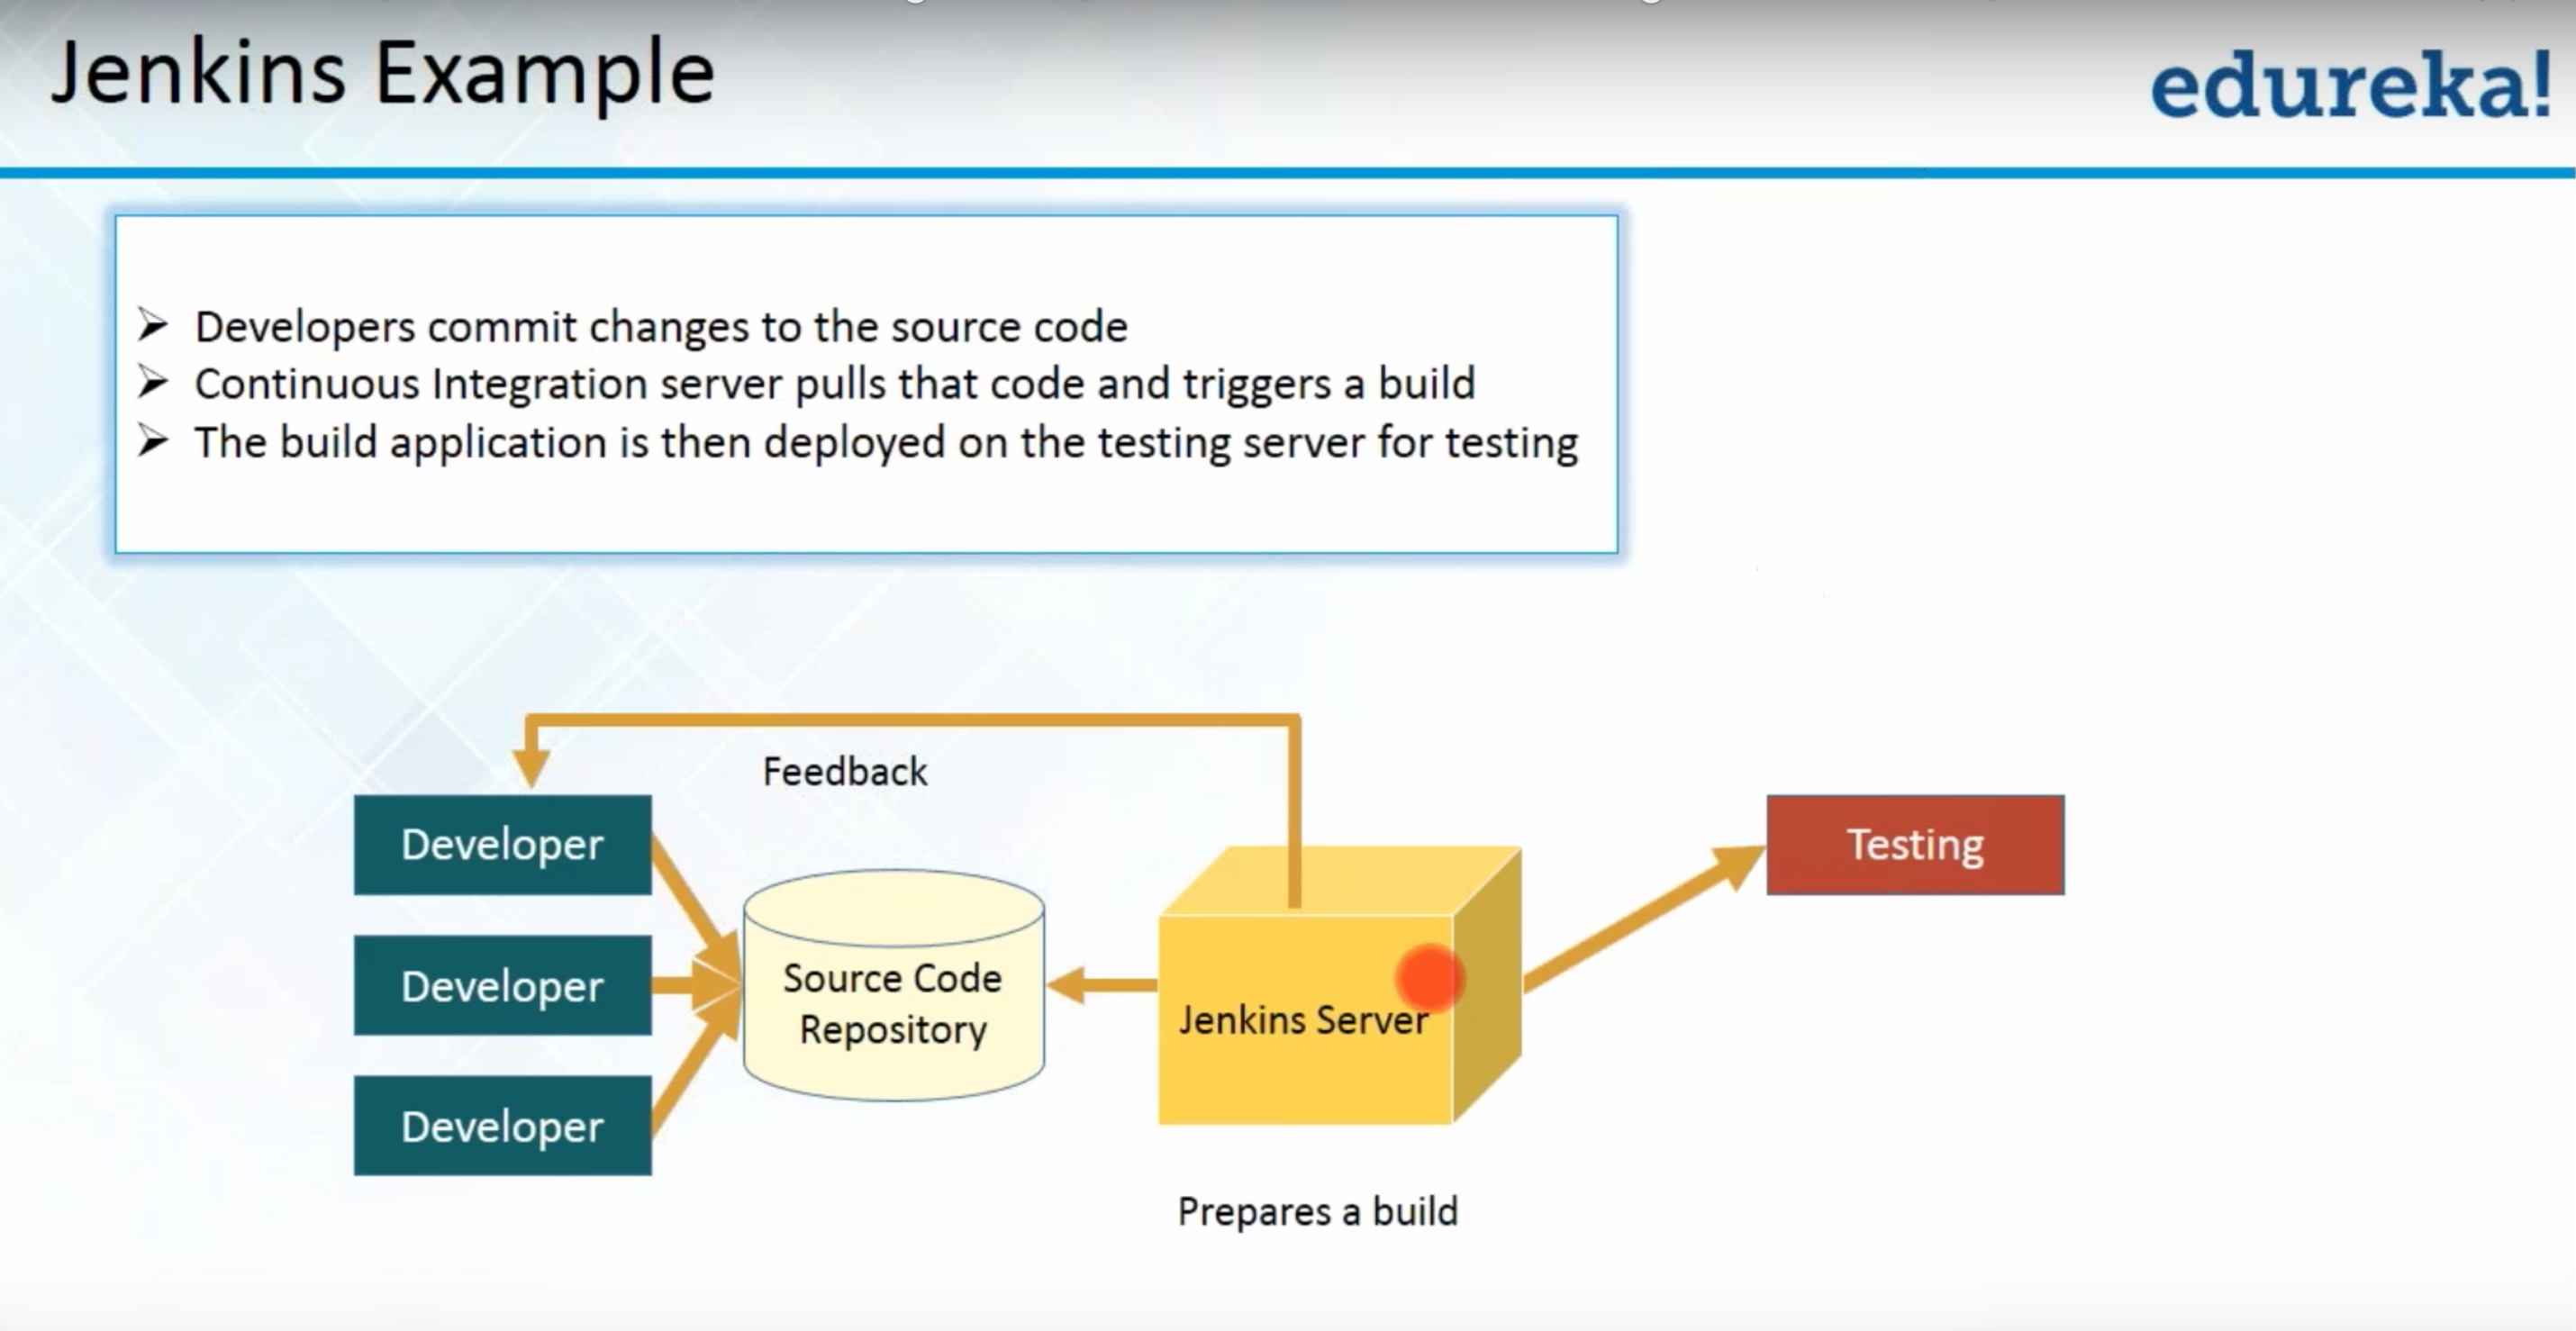 Jenkins Example
edureka!
Developers commit changes to the source code
Continuous Integration server pulls that code and triggers a build
The build application is then deployed on the testing server for testing
Feedback
Developer
Testing
Developer
Source Code
Repository
Jenkins Server
Developer
Prepares a build